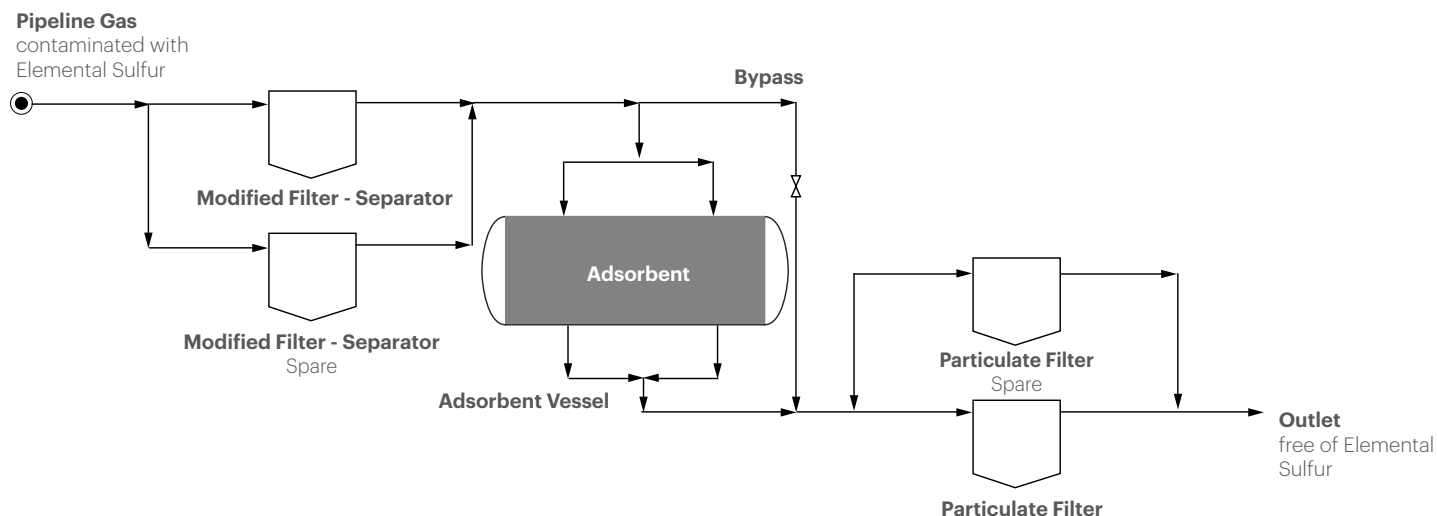 Pipeline Gas
contaminated with
Elemental Sulfur
Bypass
Modified Filter - Separator
Adsorbent
Modified Filter - Separator
Spare
Adsorbent Vessel
Particulate Filter
Spare
Outlet
free of Elemental
Sulfur
Particulate Filter